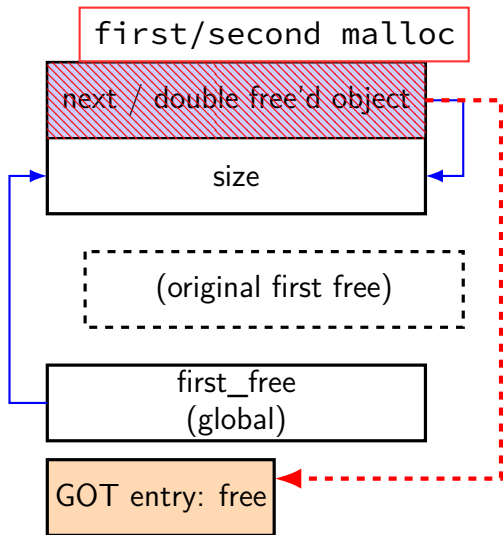 first/second malloc
next / double free'd object
size
(original first free)
first_free
(global)
GOT entry: free